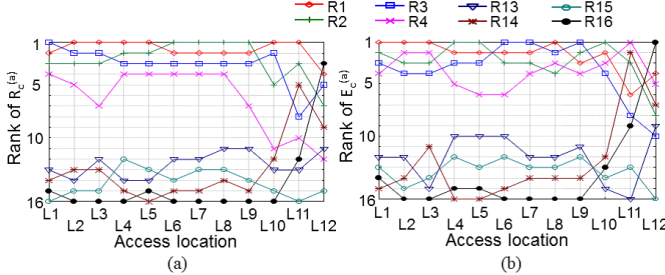 R1 R3 R13 R15
R2 R4 R14 R16
(a)
(b)
Rank of R_c^(a)
1
5
10
16
L1 L3 L5 L7 L9 L11
L2 L4 L6 L8 L10 L12
Access location
(a)
Rank of E_c^(a)
1
5
10
16
L1 L3 L5 L7 L9 L11
L2 L4 L6 L8 L10 L12
Access location
(b)